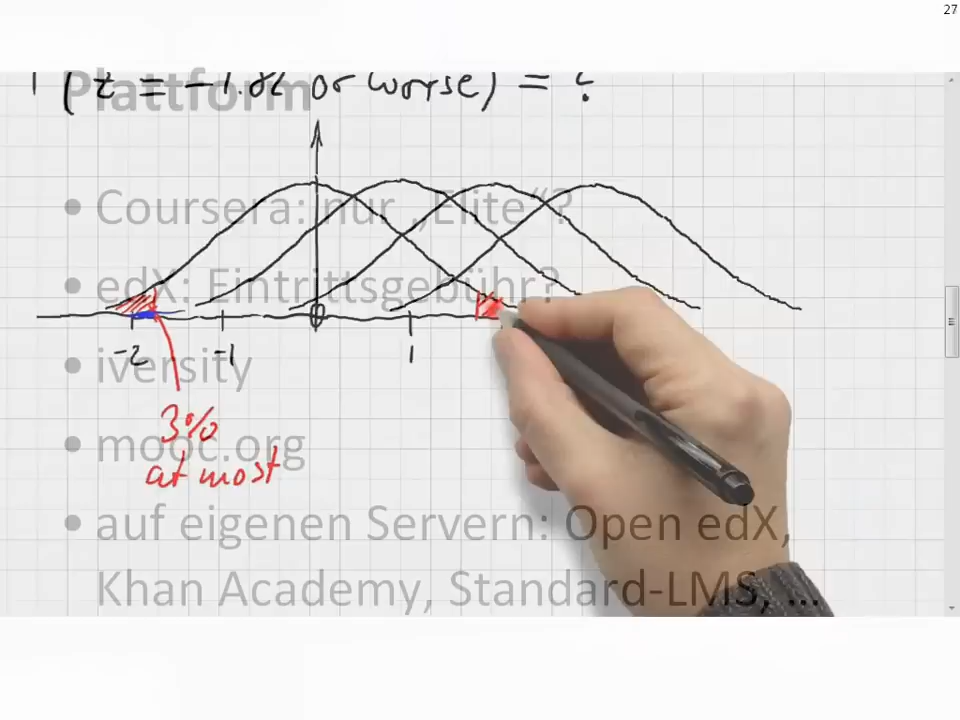 27
Plattform
P(z = -1.86 or worse) = ?
• Coursera: nur „Elite“?
• edX: Eintrittsgebühr?
-2 -1 0 1
• iversity
3%
• mooc.org
at most
• auf eigenen Servern: Open edX,
Khan Academy, Standard-LMS, ...